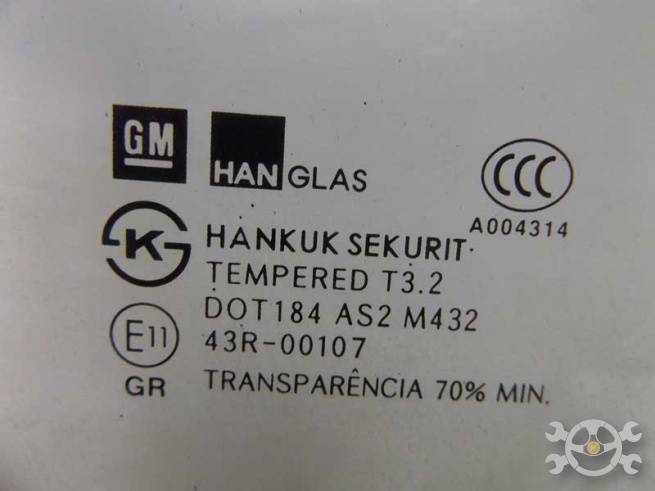 GM HANGLAS
CCC
A004314
KS HANKUK SEKURIT
TEMPERED T3.2
DOT184 AS2 M432
E11 43R-00107
GR TRANSPARÊNCIA 70% MIN.